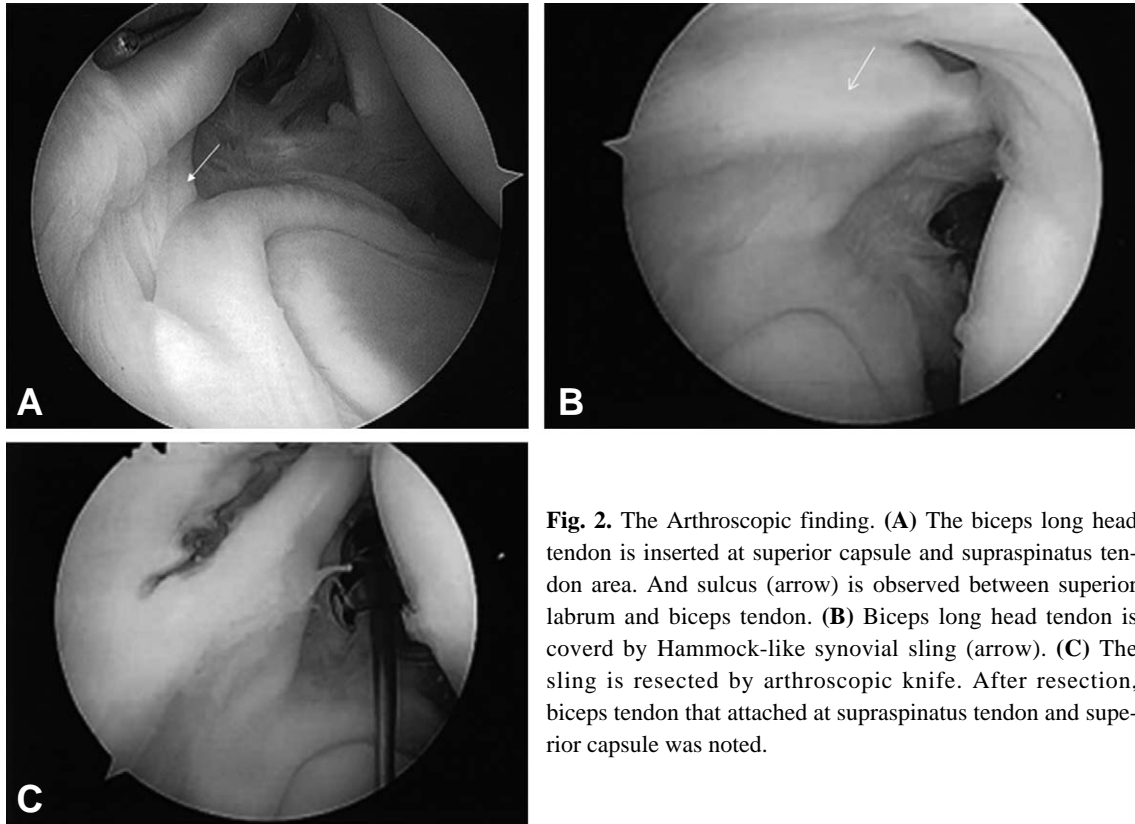 A
B
C
Fig. 2. The Arthroscopic finding. (A) The biceps long head
tendon is inserted at superior capsule and supraspinatus ten-
don area. And sulcus (arrow) is observed between superior
labrum and biceps tendon. (B) Biceps long head tendon is
coverd by Hammock-like synovial sling (arrow). (C) The
sling is resected by arthroscopic knife. After resection,
biceps tendon that attached at supraspinatus tendon and supe-
rior capsule was noted.